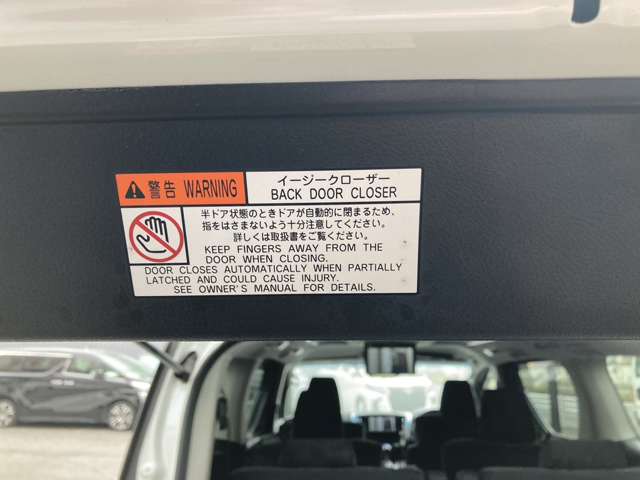 警告 WARNING
イージークローザー
BACK DOOR CLOSER
半ドア状態のときドアが自動的に閉まるため、
指をはさまないよう十分注意してください。
詳しくは取扱書をご覧ください。
KEEP FINGERS AWAY FROM THE
DOOR WHEN CLOSING.
DOOR CLOSES AUTOMATICALLY WHEN PARTIALLY
LATCHED AND COULD CAUSE INJURY.
SEE OWNER'S MANUAL FOR DETAILS.